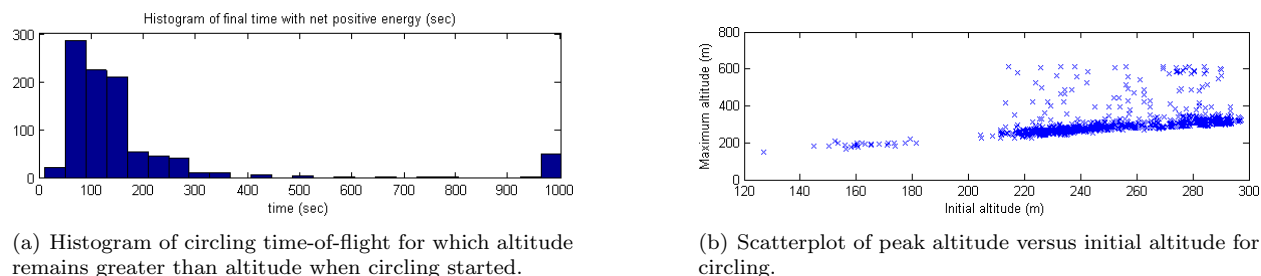 Histogram of final time with net positive energy (sec)
300
200
100
0
0 100 200 300 400 500 600 700 800 900 1000
time (sec)
(a) Histogram of circling time-of-flight for which altitude
remains greater than altitude when circling started.
Maximum altitude (m)
800
600
400
200
0
120 140 160 180 200 220 240 260 280 300
Initial altitude (m)
(b) Scatterplot of peak altitude versus initial altitude for
circling.